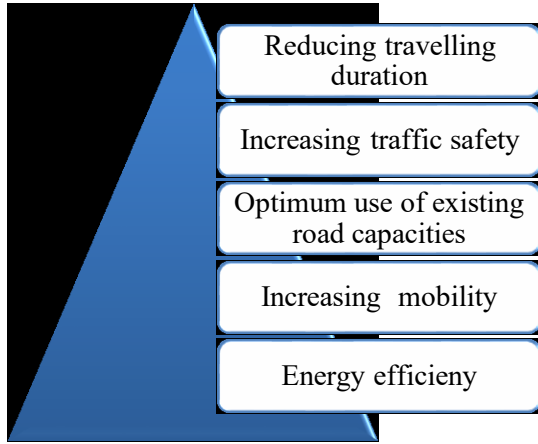 Reducing travelling
duration
Increasing traffic safety
Optimum use of existing
road capacities
Increasing mobility
Energy efficieny